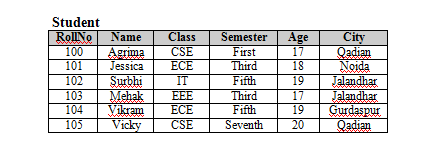 Student
RollNo Name Class Semester Age City
100 Agrima CSE First 17 Qadian
101 Jessica ECE Third 18 Noida
102 Surbhi IT Fifth 19 Jalandhar
103 Mehak EEE Third 17 Jalandhar
104 Vikram ECE Fifth 19 Gurdaspur
105 Vicky CSE Seventh 20 Qadian